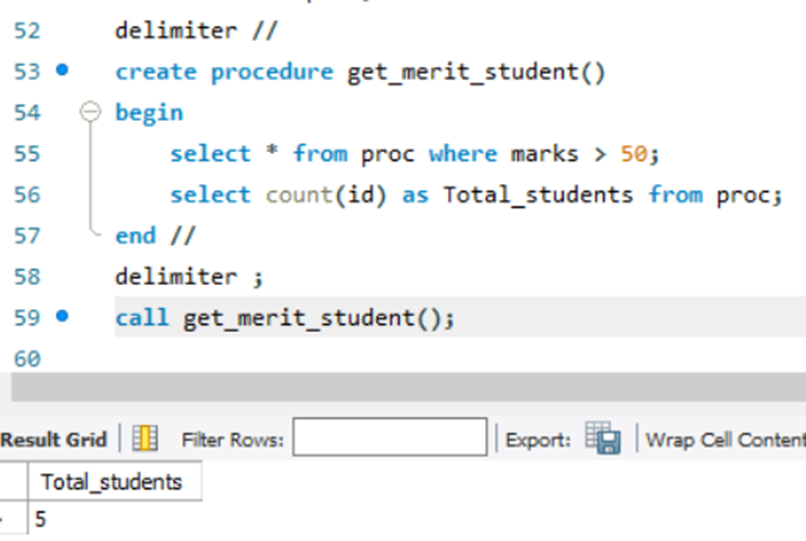 52 delimiter //
53 create procedure get_merit_student()
54 begin
55 select * from proc where marks > 50;
56 select count(id) as Total_students from proc;
57 end //
58 delimiter ;
59 call get_merit_student();
60
Result Grid Filter Rows: Export: Wrap Cell Content
Total_students
5